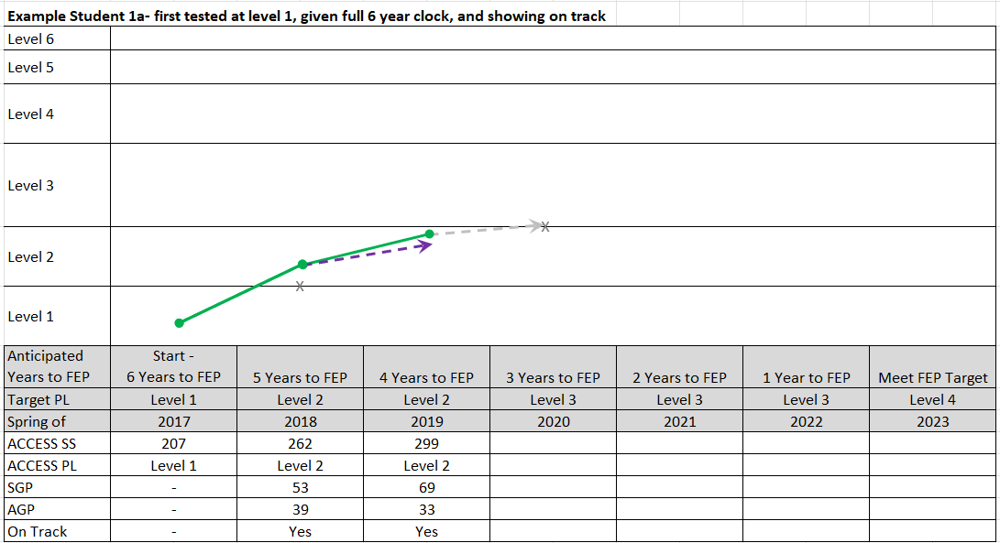 Example Student 1a- first tested at level 1, given full 6 year clock, and showing on track
Level 6
Level 5
Level 4
Level 3
Level 2
Level 1
X
X
Anticipated Years to FEP Start - 6 Years to FEP 5 Years to FEP 4 Years to FEP 3 Years to FEP 2 Years to FEP 1 Year to FEP Meet FEP Target
Target PL Level 1 Level 2 Level 2 Level 3 Level 3 Level 3 Level 4
Spring of 2017 2018 2019 2020 2021 2022 2023
ACCESS SS 207 262 299
ACCESS PL Level 1 Level 2 Level 2
SGP - 53 69
AGP - 39 33
On Track - Yes Yes